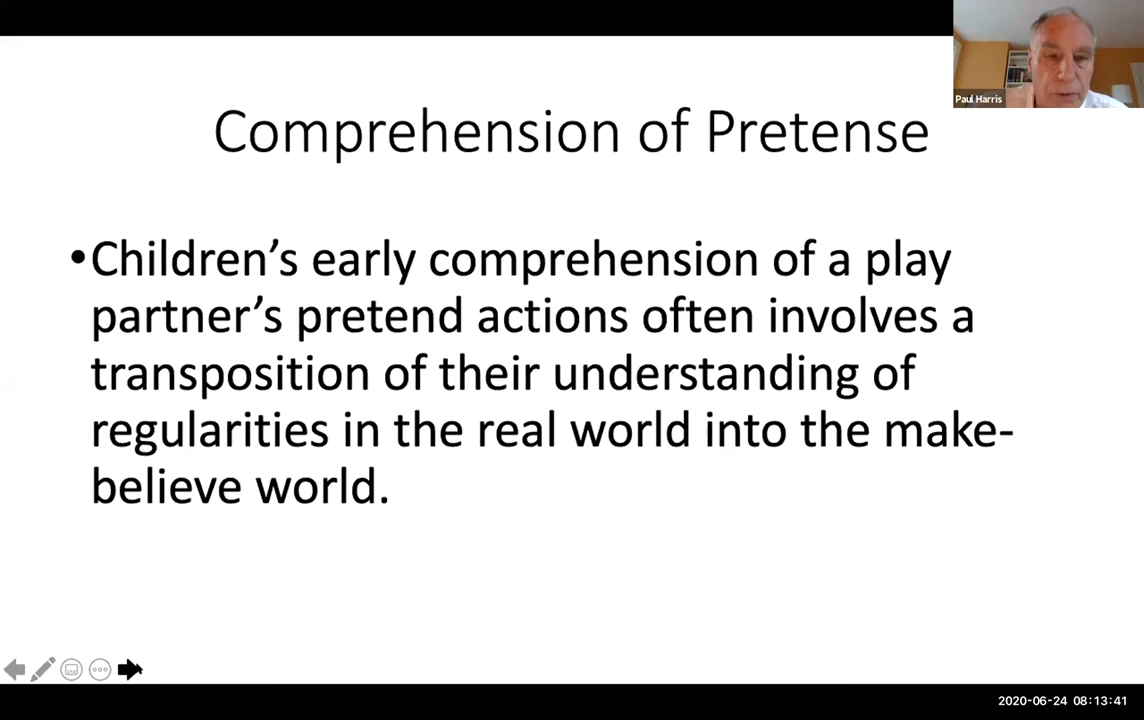 Paul Harris
Comprehension of Pretense
•Children’s early comprehension of a play
partner’s pretend actions often involves a
transposition of their understanding of
regularities in the real world into the make-
believe world.
2020-06-24 08:13:41